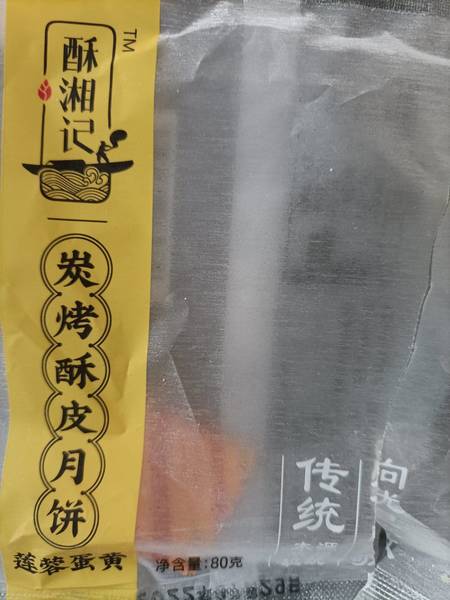 酥湘记
TM
炭烤酥皮月饼
莲蓉蛋黄
净含量:80克
传统
向